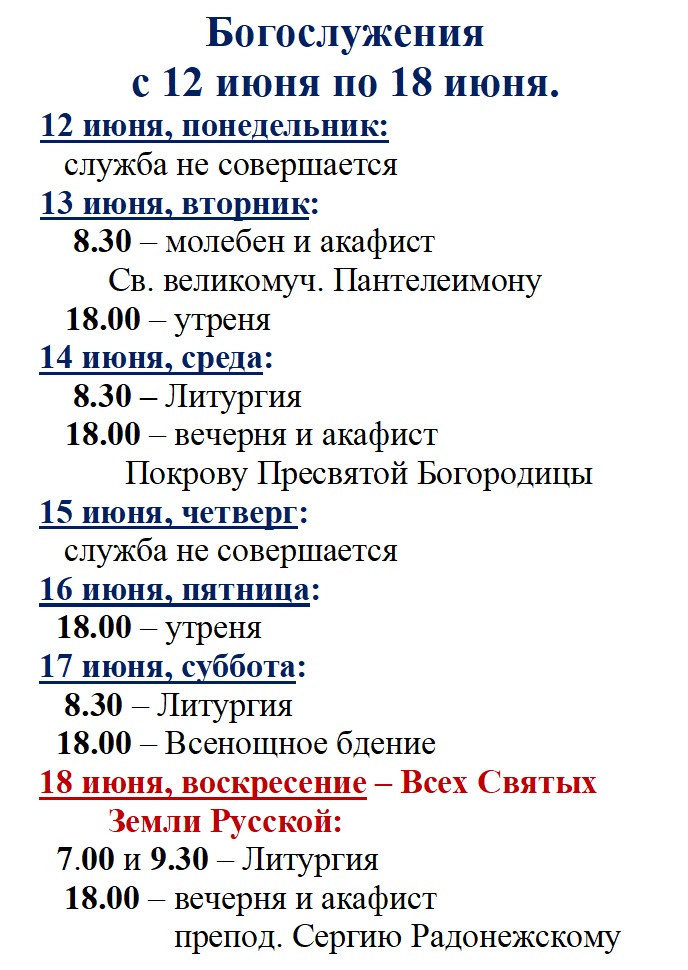 Богослужения
с 12 июня по 18 июня.
12 июня, понедельник:
служба не совершается
13 июня, вторник:
8.30 – молебен и акафист
Св. великомуч. Пантелеимону
18.00 – утреня
14 июня, среда:
8.30 – Литургия
18.00 – вечерня и акафист
Покрову Пресвятой Богородицы
15 июня, четверг:
служба не совершается
16 июня, пятница:
18.00 – утреня
17 июня, суббота:
8.30 – Литургия
18.00 – Всенощное бдение
18 июня, воскресение – Всех Святых
Земли Русской:
7.00 и 9.30 – Литургия
18.00 – вечерня и акафист
препод. Сергию Радонежскому